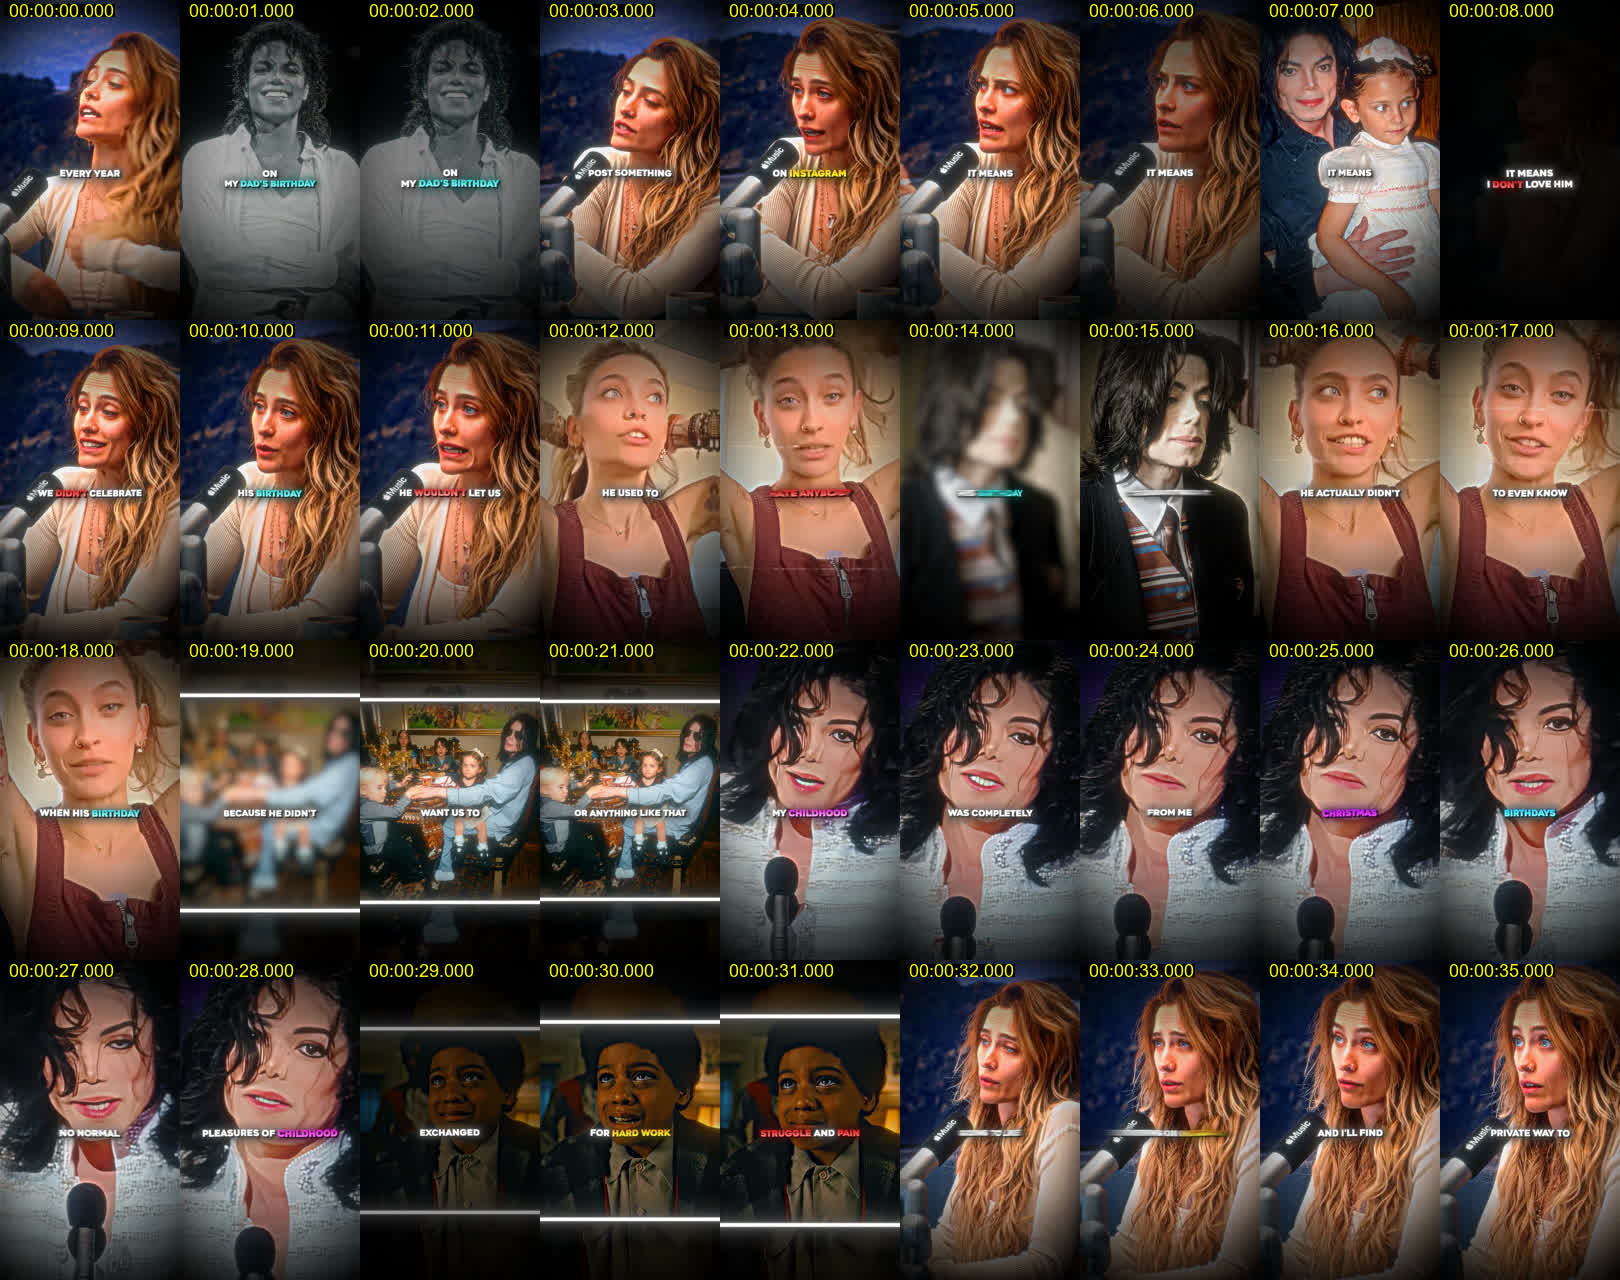 00:00:00.000
EVERY YEAR
Music
00:00:01.000
ON
MY DAD'S BIRTHDAY
00:00:02.000
ON
MY DAD'S BIRTHDAY
00:00:03.000
POST SOMETHING
Music
00:00:04.000
ON INSTAGRAM
Music
00:00:05.000
IT MEANS
Music
00:00:06.000
IT MEANS
Music
00:00:07.000
IT MEANS
00:00:08.000
IT MEANS
I DON'T LOVE HIM
00:00:09.000
WE DIDN'T CELEBRATE
00:00:10.000
HIS BIRTHDAY
Music
00:00:11.000
HE WOULDN'T LET US
Music
00:00:12.000
HE USED TO
00:00:13.000
00:00:14.000
00:00:15.000
00:00:16.000
HE ACTUALLY DIDN'T
00:00:17.000
TO EVEN KNOW
00:00:18.000
WHEN HIS BIRTHDAY
00:00:19.000
BECAUSE HE DIDN'T
00:00:20.000
WANT US TO
00:00:21.000
OR ANYTHING LIKE THAT
00:00:22.000
MY CHILDHOOD
00:00:23.000
WAS COMPLETELY
00:00:24.000
FROM ME
00:00:25.000
CHRISTMAS
00:00:26.000
BIRTHDAYS
00:00:27.000
NO NORMAL
00:00:28.000
PLEASURES OF CHILDHOOD
00:00:29.000
EXCHANGED
00:00:30.000
FOR HARD WORK
00:00:31.000
STRUGGLE AND PAIN
00:00:32.000
Music
00:00:33.000
Music
00:00:34.000
AND I'LL FIND
Music
00:00:35.000
PRIVATE WAY TO
Music